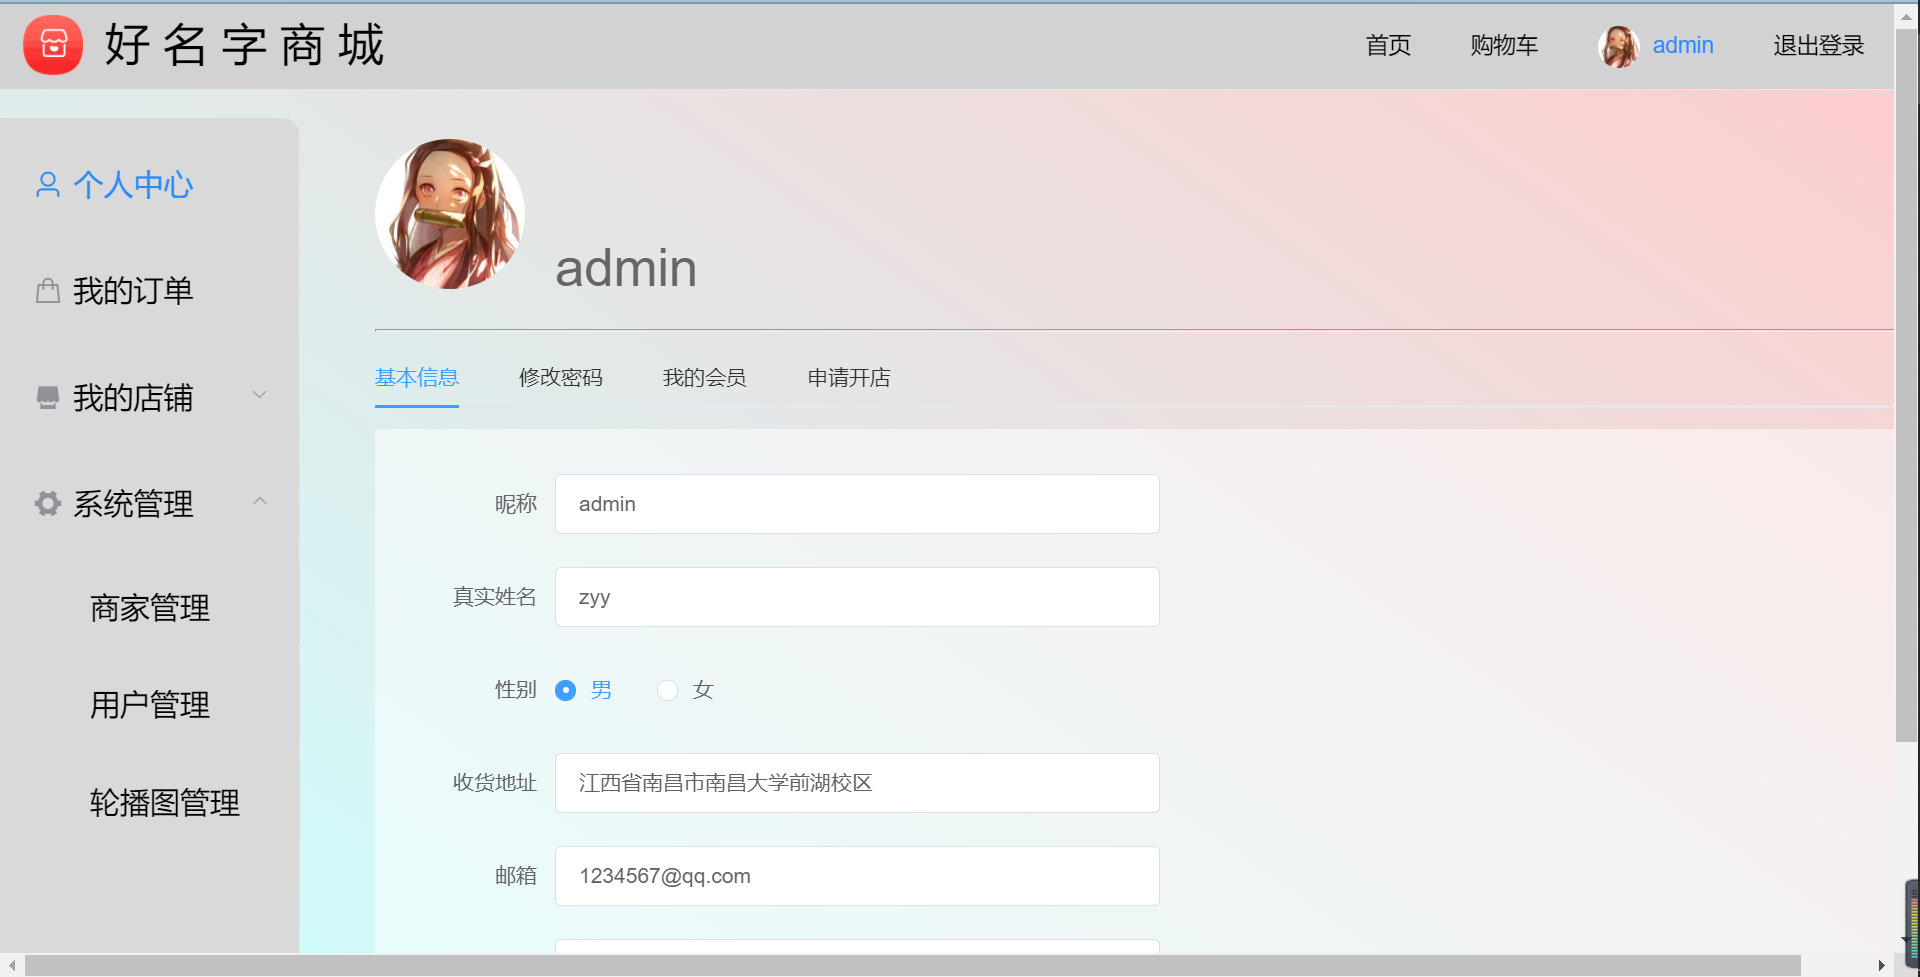 好名字商城
首页 购物车 admin 退出登录
个人中心
我的订单
我的店铺
系统管理
商家管理
用户管理
轮播图管理
admin
基本信息 修改密码 我的会员 申请开店
昵称 admin
真实姓名 zyy
性别 男 女
收货地址 江西省南昌市南昌大学前湖校区
邮箱 1234567@qq.com